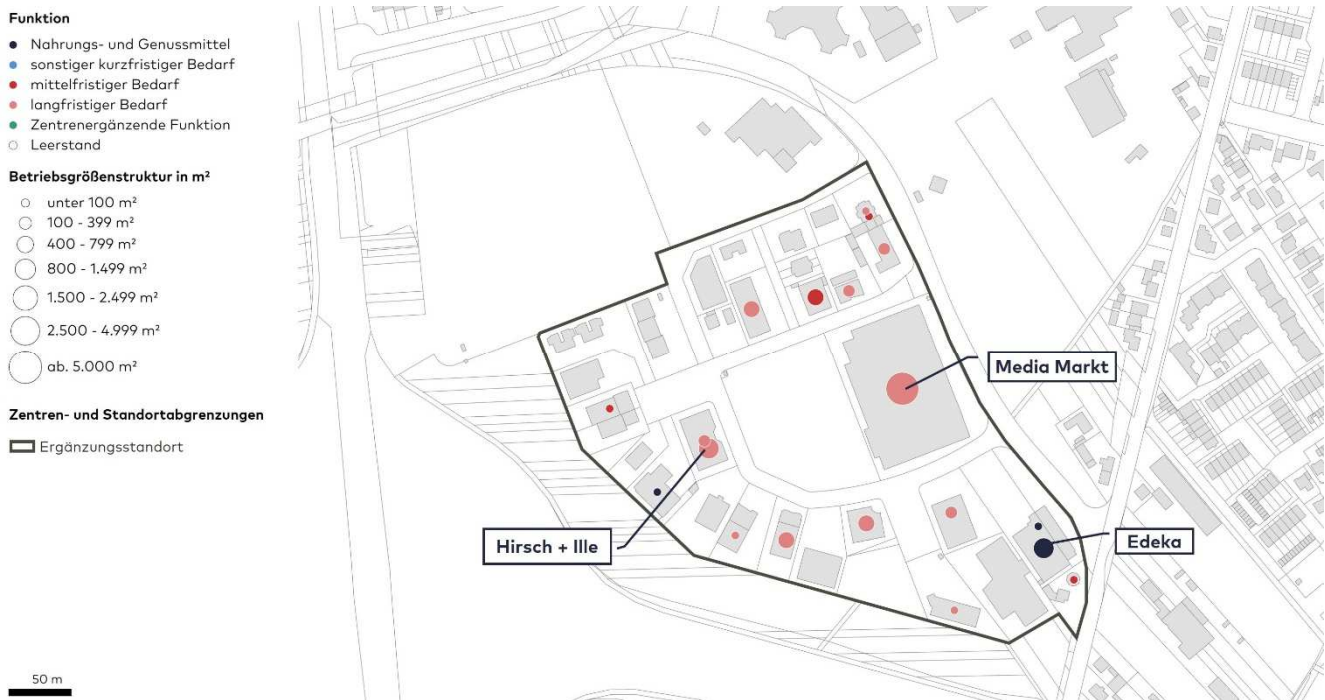 Funktion
Nahrungs- und Genussmittel
sonstiger kurzfristiger Bedarf
mittelfristiger Bedarf
langfristiger Bedarf
Zentrenergänzende Funktion
Leerstand
Betriebsgrößenstruktur in m²
unter 100 m²
100 - 399 m²
400 - 799 m²
800 - 1.499 m²
1.500 - 2.499 m²
2.500 - 4.999 m²
ab. 5.000 m²
Zentren- und Standortabgrenzungen
Ergänzungsstandort
50 m
Media Markt
Hirsch + Ille
Edeka